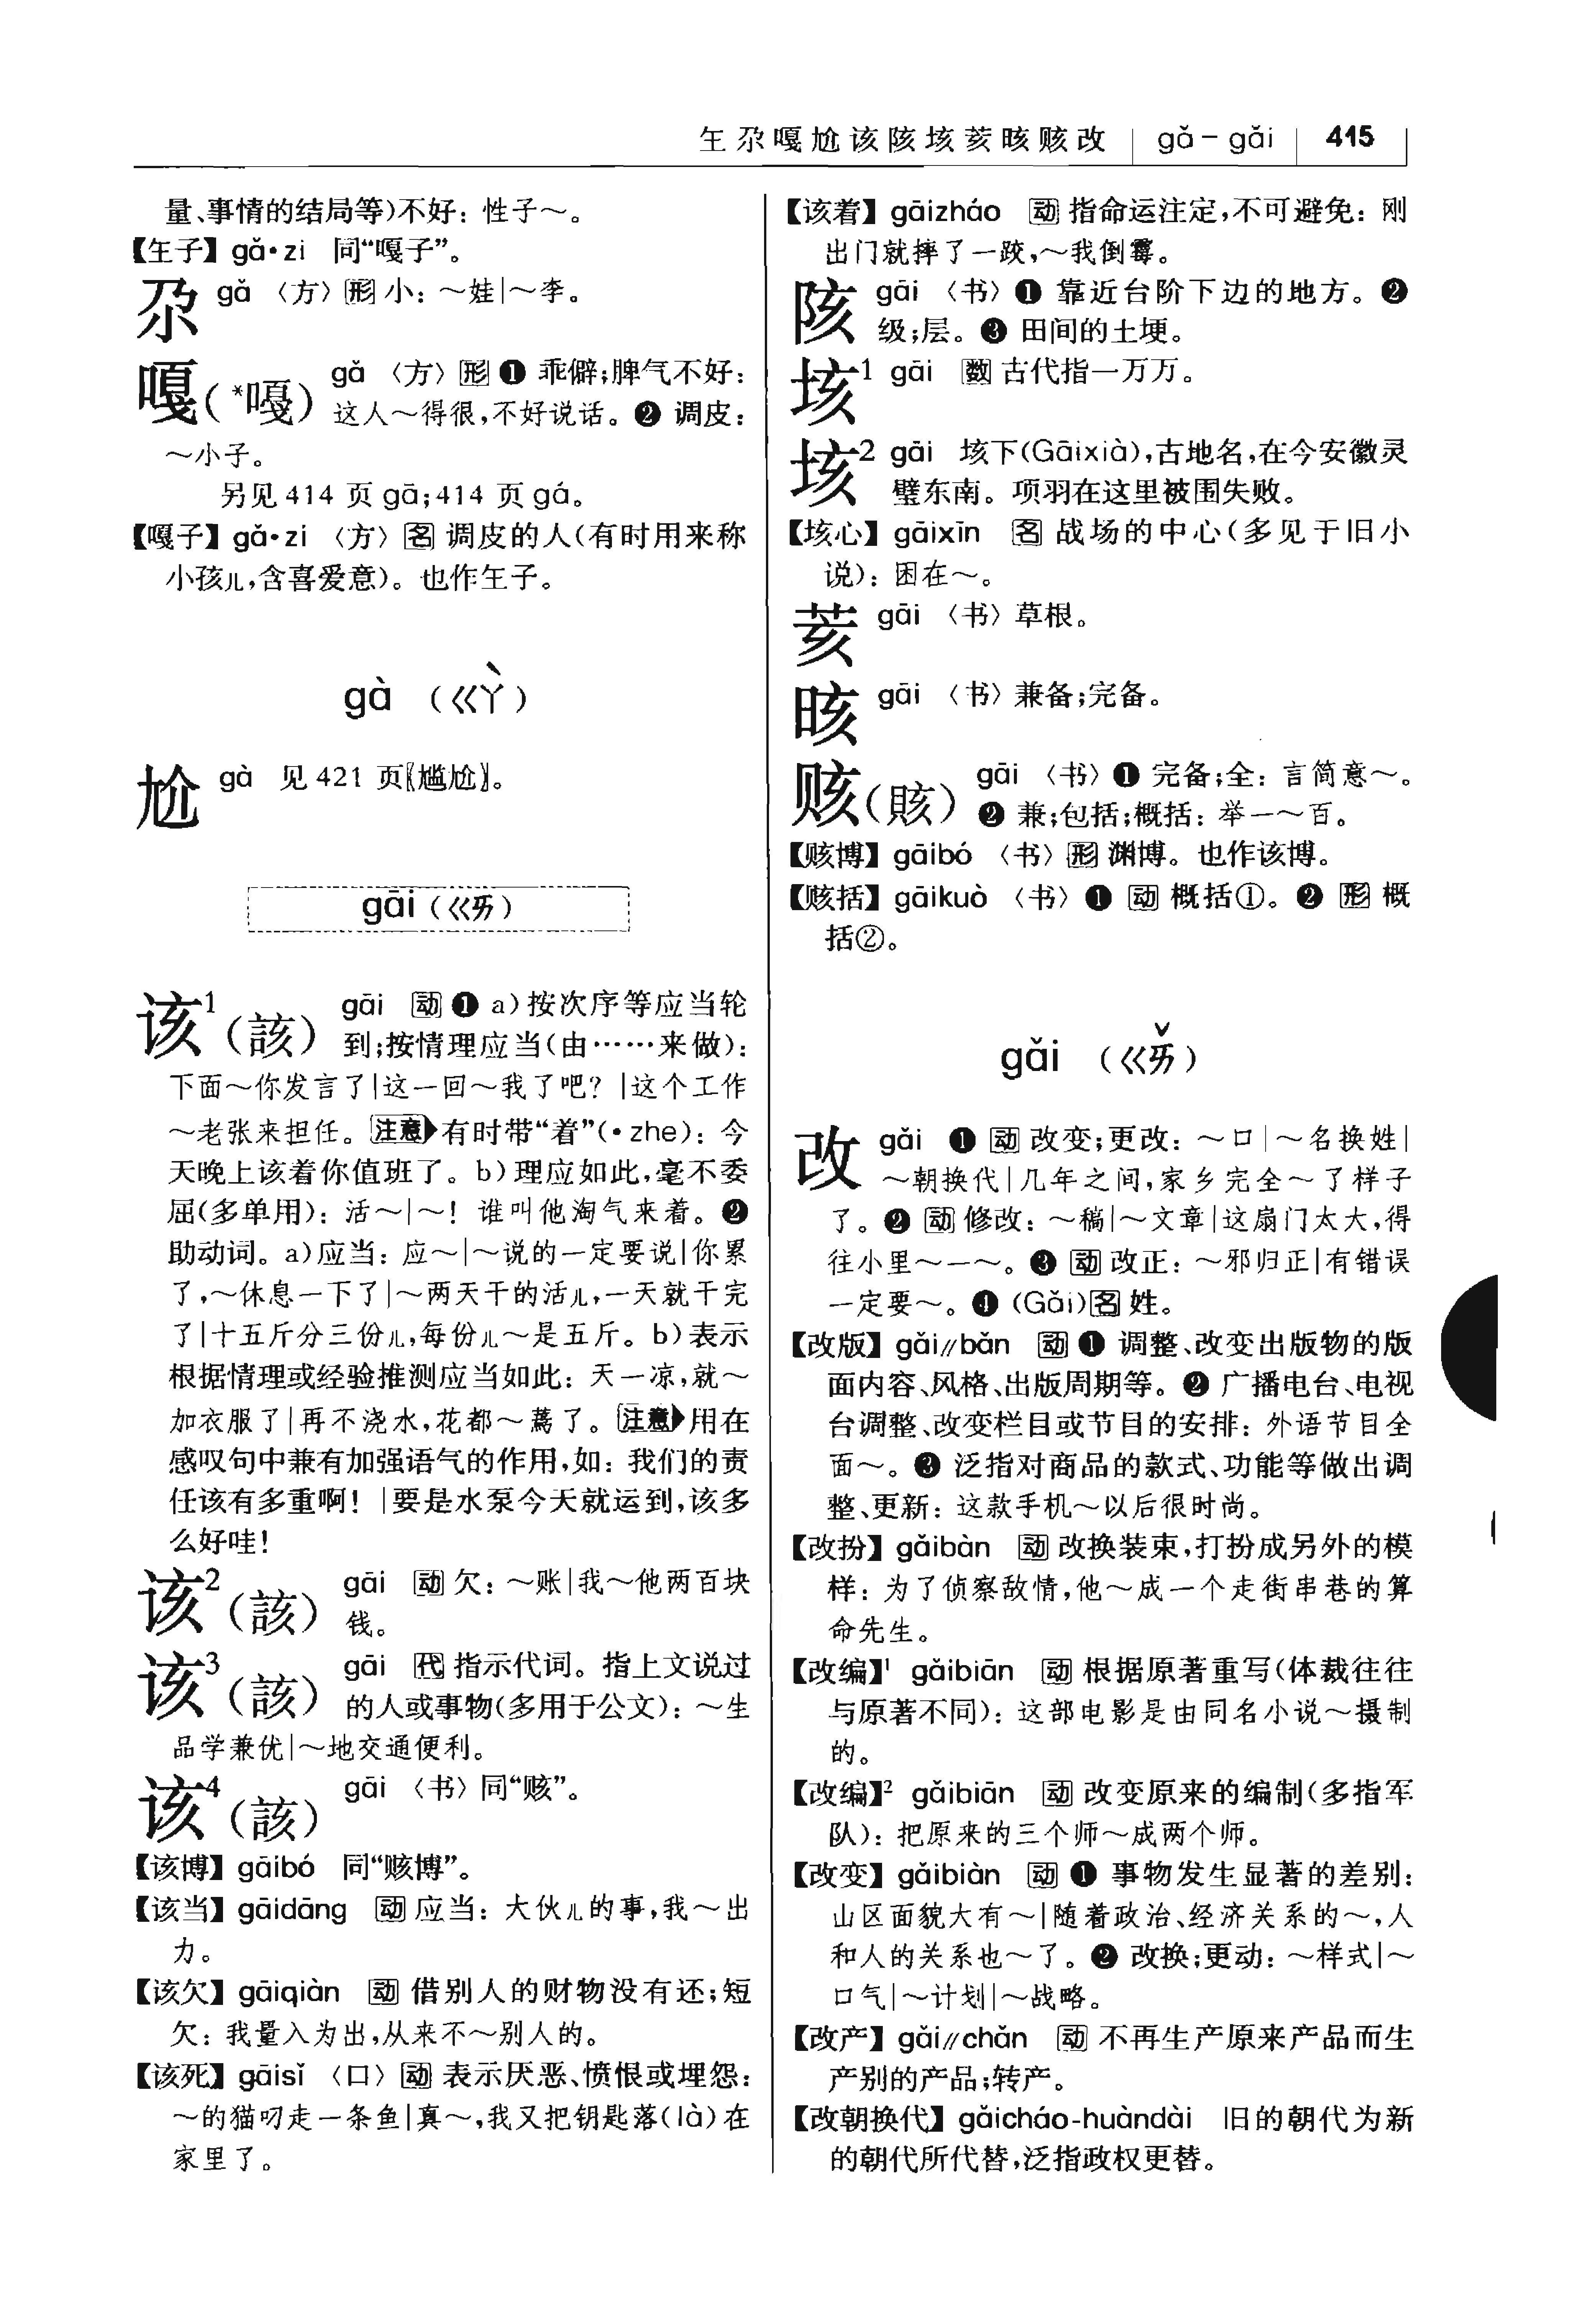 玍尕嘎尬该陔垓荄晐赅改 gǎ–gǎi 415
量、事情的结局等)不好：性子～。
【玍子】gǎ·zi 同“嘎子”。
尕 gǎ 〈方〉形 小：～娃|～李。
嘎(*嘠) gǎ 〈方〉形 ❶ 乖僻;脾气不好：
这人～得很,不好说话。❷ 调皮：
～小子。
另见 414 页 gā;414 页 gá。
【嘎子】gǎ·zi 〈方〉名 调皮的人(有时用来称
小孩儿,含喜爱意)。也作玍子。
gà (ㄍㄚˋ)
尬 gà 见 421 页〖尴尬〗。
gāi (ㄍㄞ)
该¹(該) gāi 动 ❶ a)按次序等应当轮
到;按情理应当(由……来做)：
下面～你发言了|这一回～我了吧？|这个工作
～老张来担任。注意▶有时带“着”(·zhe)：今
天晚上该着你值班了。b)理应如此,毫不委
屈(多单用)：活～|～！谁叫他淘气来着。❷
助动词。a)应当：应～|～说的一定要说|你累
了,～休息一下了|～两天干的活儿,一天就干完
了|十五斤分三份儿,每份儿～是五斤。b)表示
根据情理或经验推测应当如此：天一凉,就～
加衣服了|再不浇水,花都～蔫了。注意▶用在
感叹句中兼有加强语气的作用,如：我们的责
任该有多重啊！|要是水泵今天就运到,该多
么好哇！
该²(該) gāi 动 欠：～账|我～他两百块
钱。
该³(該) gāi 代 指示代词。指上文说过
的人或事物(多用于公文)：～生
品学兼优|～地交通便利。
该⁴(該) gāi 〈书〉同“赅”。
【该博】gāibó 同“赅博”。
【该当】gāidāng 动 应当：大伙儿的事,我～出
力。
【该欠】gāiqiàn 动 借别人的财物没有还;短
欠：我量入为出,从来不～别人的。
【该死】gāisǐ 〈口〉动 表示厌恶、愤恨或埋怨：
～的猫叼走一条鱼|真～,我又把钥匙落(là)在
家里了。
【该着】gāizháo 动 指命运注定,不可避免：刚
出门就摔了一跤,～我倒霉。
陔 gāi 〈书〉❶ 靠近台阶下边的地方。❷
级;层。❸ 田间的土埂。
垓¹ gāi 数 古代指一万万。
垓² gāi 垓下(Gāixià),古地名,在今安徽灵
璧东南。项羽在这里被围失败。
【垓心】gāixīn 名 战场的中心(多见于旧小
说)：困在～。
荄 gāi 〈书〉草根。
晐 gāi 〈书〉兼备;完备。
赅(賅) gāi 〈书〉❶ 完备;全：言简意～。
❷ 兼;包括;概括：举一～百。
【赅博】gāibó 〈书〉形 渊博。也作该博。
【赅括】gāikuò 〈书〉❶ 动 概括①。❷ 形 概
括②。
gǎi (ㄍㄞˇ)
改 gǎi ❶ 动 改变;更改：～口|～名换姓|
～朝换代|几年之间,家乡完全～了样子
了。❷ 动 修改：～稿|～文章|这扇门太大,得
往小里～一～。❸ 动 改正：～邪归正|有错误
一定要～。❹ (Gǎi)名 姓。
【改版】gǎi∥bǎn 动 ❶ 调整、改变出版物的版
面内容、风格、出版周期等。❷ 广播电台、电视
台调整、改变栏目或节目的安排：外语节目全
面～。❸ 泛指对商品的款式、功能等做出调
整、更新：这款手机～以后很时尚。
【改扮】gǎibàn 动 改换装束,打扮成另外的模
样：为了侦察敌情,他～成一个走街串巷的算
命先生。
【改编】¹ gǎibiān 动 根据原著重写(体裁往往
与原著不同)：这部电影是由同名小说～摄制
的。
【改编】² gǎibiān 动 改变原来的编制(多指军
队)：把原来的三个师～成两个师。
【改变】gǎibiàn 动 ❶ 事物发生显著的差别：
山区面貌大有～|随着政治、经济关系的～,人
和人的关系也～了。❷ 改换;更动：～样式|～
口气|～计划|～战略。
【改产】gǎi∥chǎn 动 不再生产原来产品而生
产别的产品;转产。
【改朝换代】gǎicháo-huàndài 旧的朝代为新
的朝代所代替,泛指政权更替。